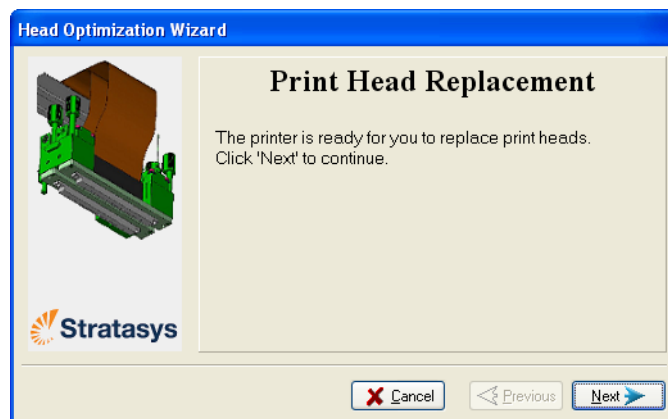 Head Optimization Wizard
Print Head Replacement
The printer is ready for you to replace print heads.
Click 'Next' to continue.
Stratasys
Cancel
Previous
Next